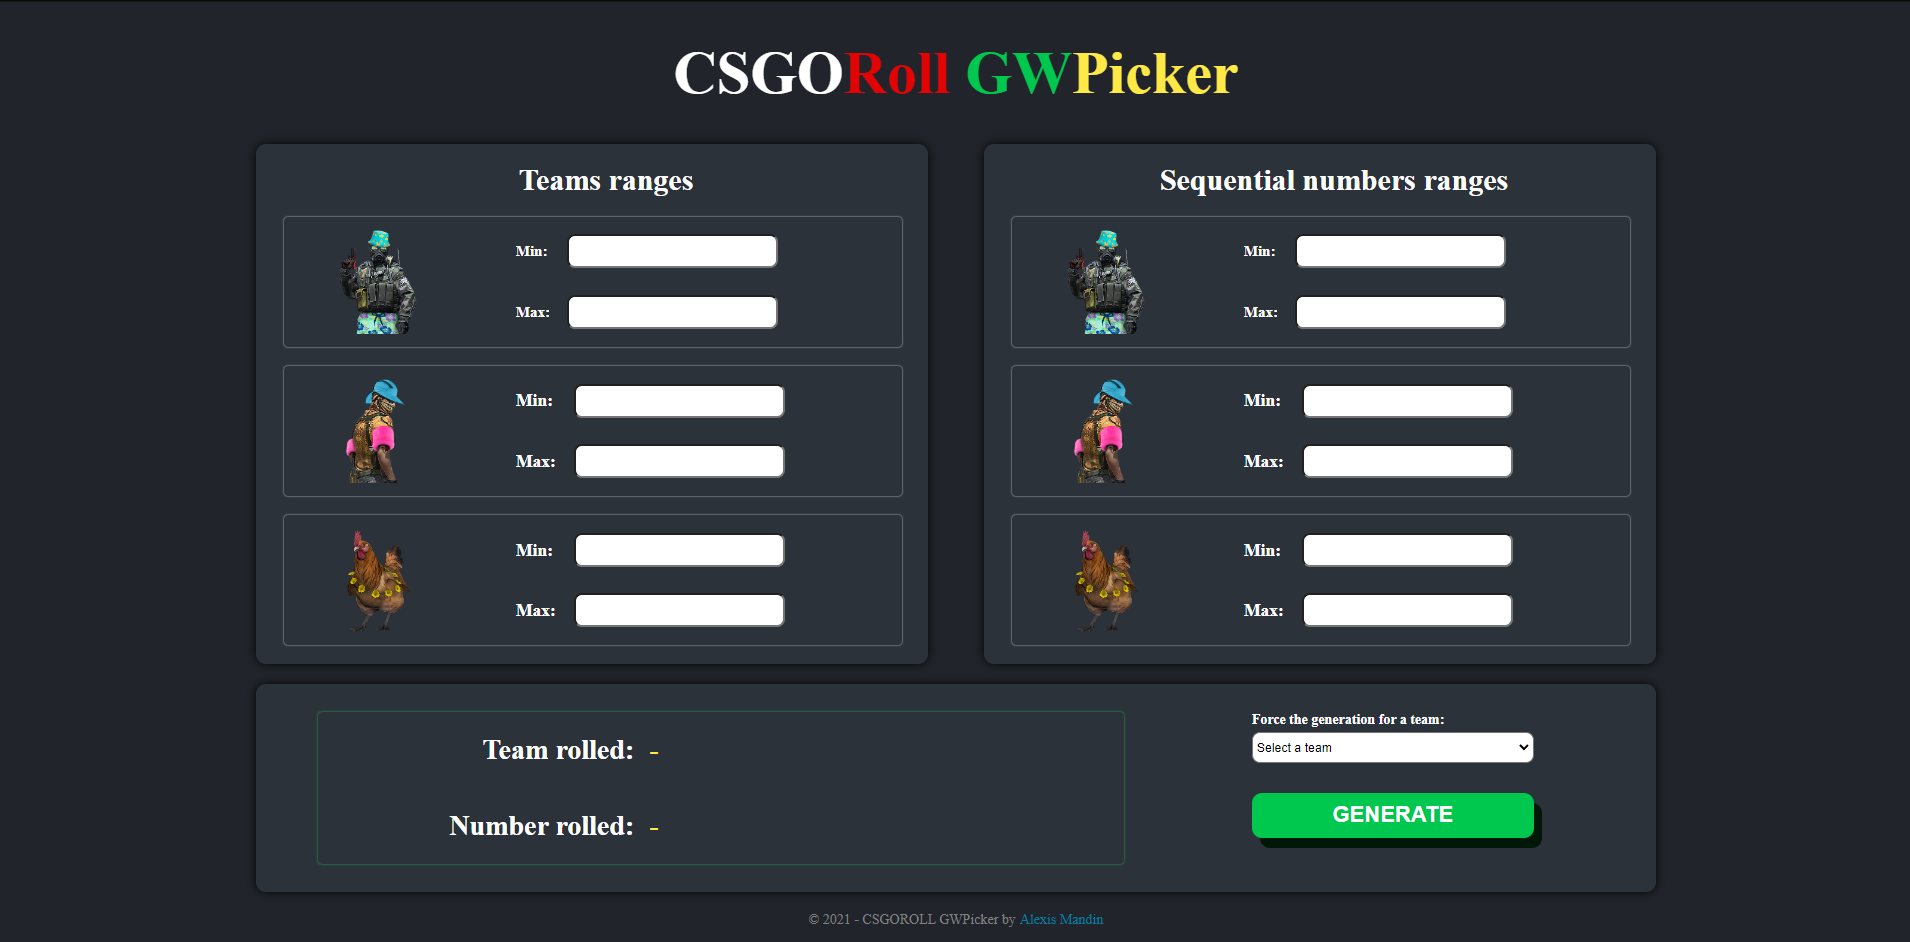 CSGORoll GWPicker
Teams ranges
Min:
Max:
Min:
Max:
Min:
Max:
Sequential numbers ranges
Min:
Max:
Min:
Max:
Min:
Max:
Team rolled: -
Number rolled: -
Force the generation for a team:
Select a team
GENERATE
© 2021 - CSGOROLL GWPicker by Alexis Mandin